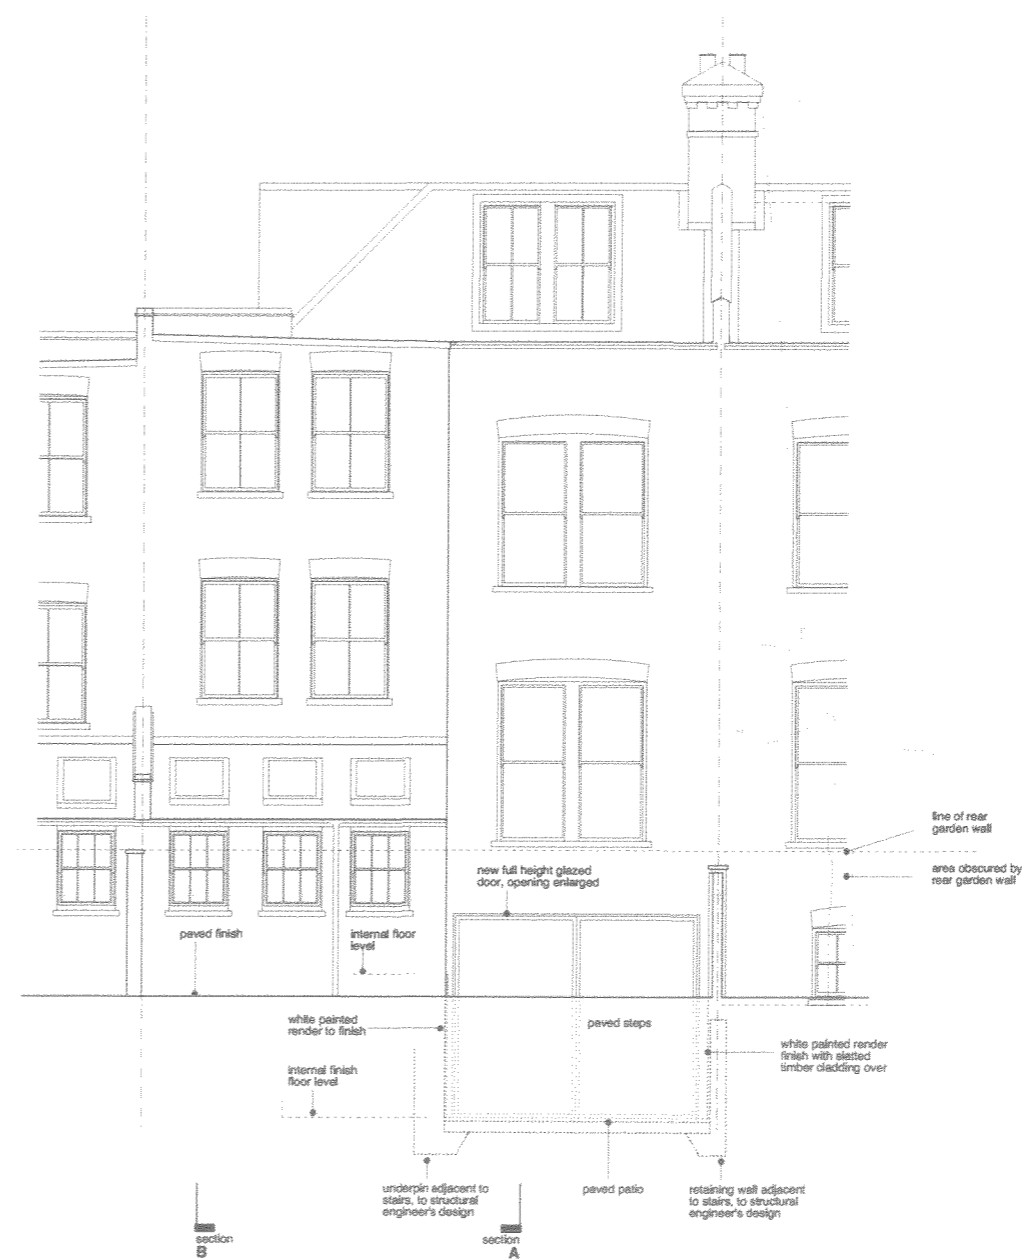 line of rear
garden wall
new full height glazed
door, opening enlarged
area obscured by
rear garden wall
paved finish
internal floor
level
white painted
render to finish
paved steps
white painted render
finish with slatted
timber cladding over
internal finish
floor level
underpin adjacent to
stairs, to structural
engineer's design
paved patio
retaining wall adjacent
to stairs, to structural
engineer's design
section
B
section
A